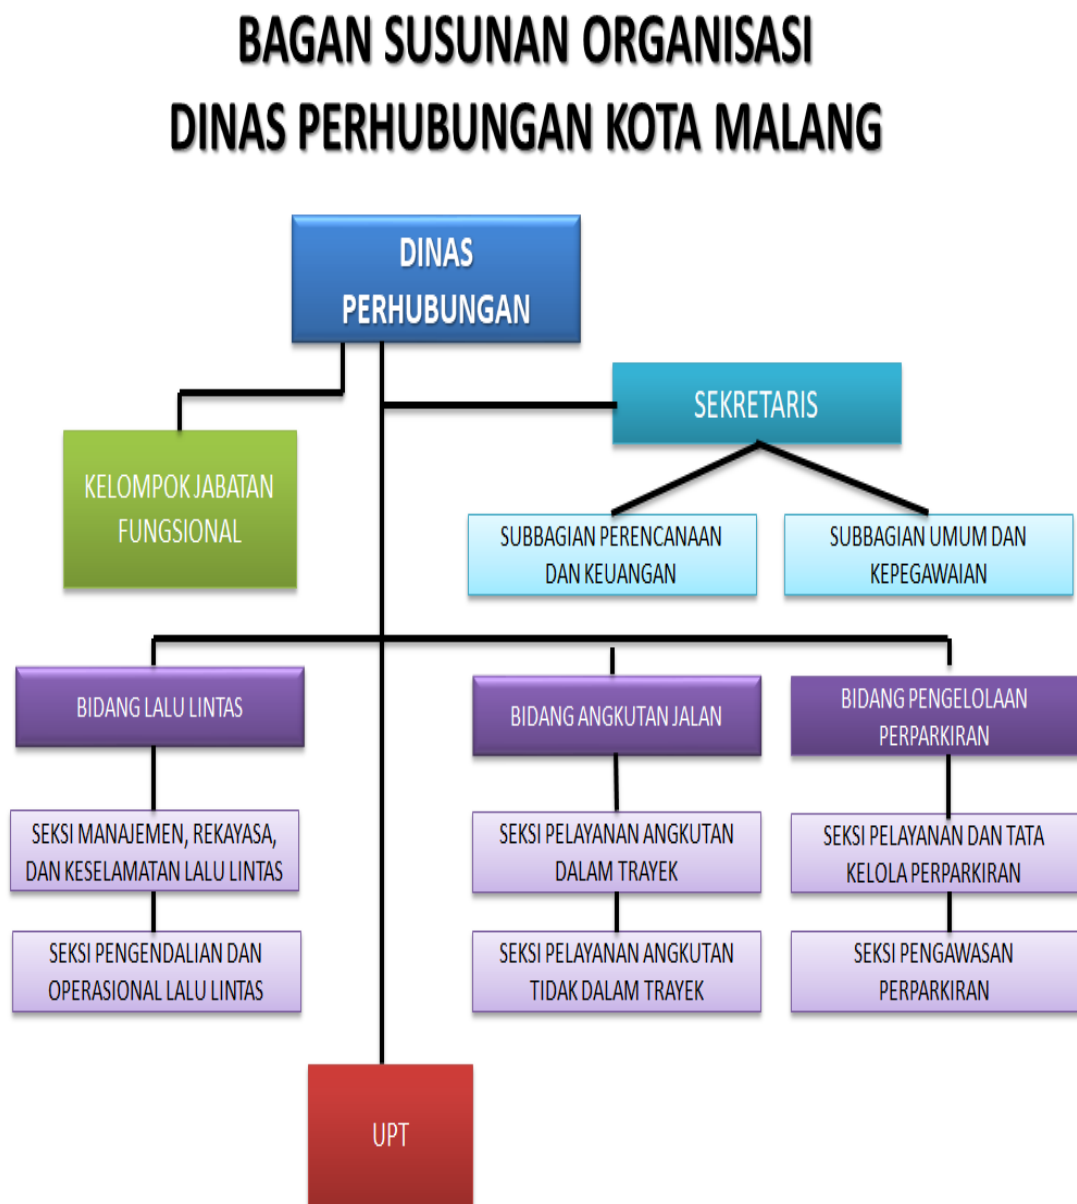 BAGAN SUSUNAN ORGANISASI
DINAS PERHUBUNGAN KOTA MALANG
DINAS
PERHUBUNGAN
SEKRETARIS
KELOMPOK JABATAN
FUNGSIONAL
SUBBAGIAN PERENCANAAN
DAN KEUANGAN
SUBBAGIAN UMUM DAN
KEPEGAWAIAN
BIDANG LALU LINTAS
BIDANG ANGKUTAN JALAN
BIDANG PENGELOLAAN
PERPARKIRAN
SEKSI MANAJEMEN, REKAYASA,
DAN KESELAMATAN LALU LINTAS
SEKSI PELAYANAN ANGKUTAN
DALAM TRAYEK
SEKSI PELAYANAN DAN TATA
KELOLA PERPARKIRAN
SEKSI PENGENDALIAN DAN
OPERASIONAL LALU LINTAS
SEKSI PELAYANAN ANGKUTAN
TIDAK DALAM TRAYEK
SEKSI PENGAWASAN
PERPARKIRAN
UPT